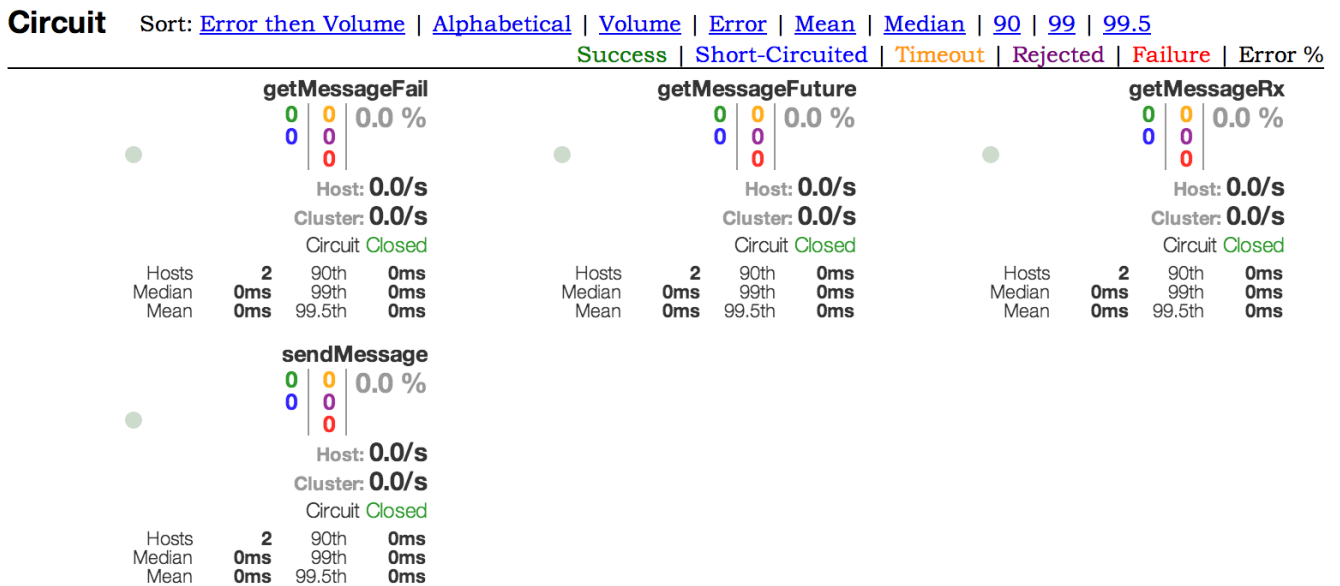 Circuit Sort: Error then Volume | Alphabetical | Volume | Error | Mean | Median | 90 | 99 | 99.5
Success | Short-Circuited | Timeout | Rejected | Failure | Error %
getMessageFail
0 0 0.0 %
0 0
0
Host: 0.0/s
Cluster: 0.0/s
Circuit Closed
Hosts 2 90th 0ms
Median 0ms 99th 0ms
Mean 0ms 99.5th 0ms
getMessageFuture
0 0 0.0 %
0 0
0
Host: 0.0/s
Cluster: 0.0/s
Circuit Closed
Hosts 2 90th 0ms
Median 0ms 99th 0ms
Mean 0ms 99.5th 0ms
getMessageRx
0 0 0.0 %
0 0
0
Host: 0.0/s
Cluster: 0.0/s
Circuit Closed
Hosts 2 90th 0ms
Median 0ms 99th 0ms
Mean 0ms 99.5th 0ms
sendMessage
0 0 0.0 %
0 0
0
Host: 0.0/s
Cluster: 0.0/s
Circuit Closed
Hosts 2 90th 0ms
Median 0ms 99th 0ms
Mean 0ms 99.5th 0ms